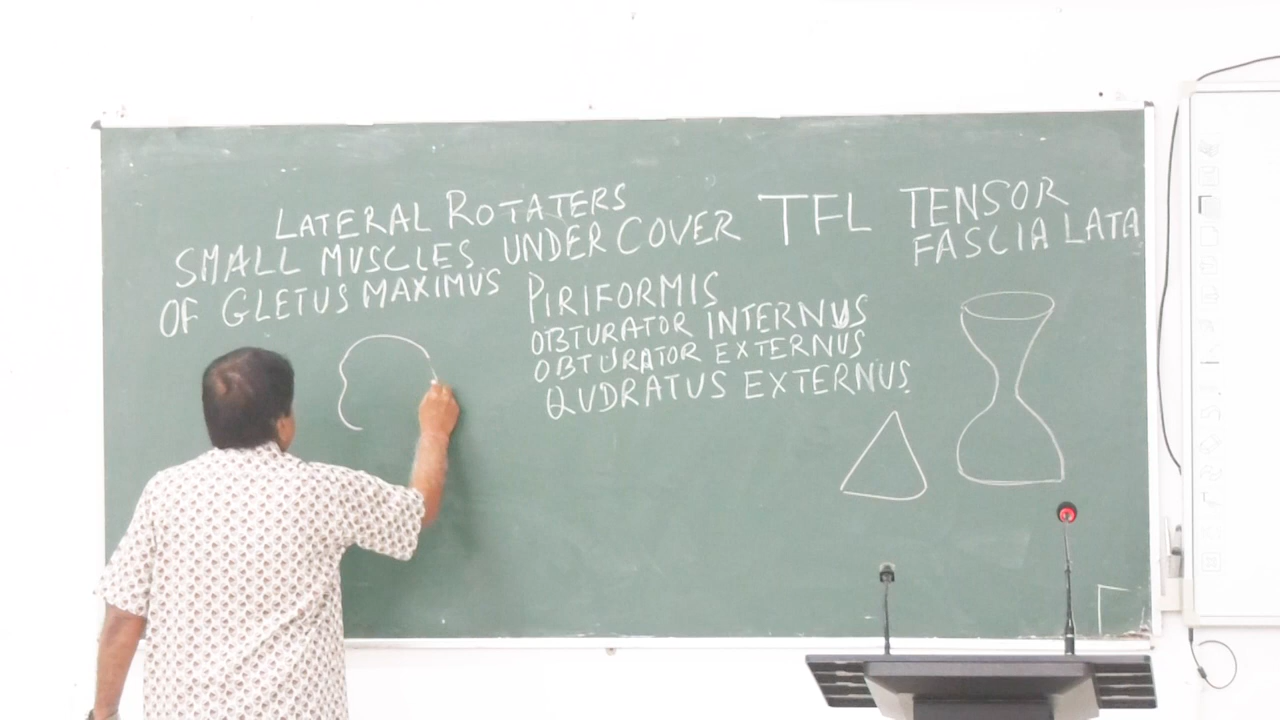 LATERAL ROTATERS
SMALL MUSCLES UNDER COVER
OF GLETUS MAXIMUS
PIRIFORMIS
OBTURATOR INTERNUS
OBTURATOR EXTERNUS
QUDRATUS EXTERNUS
TFL
TENSOR
FASCIA LATA